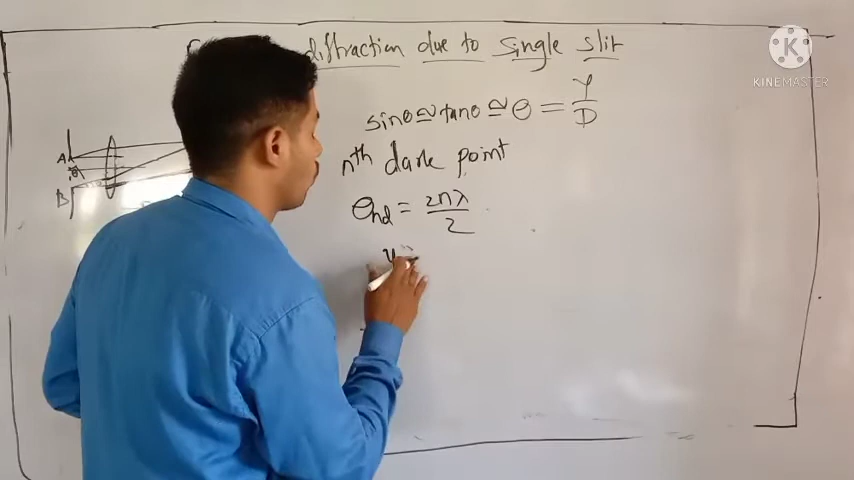 diffraction due to single slit
K
KINEMASTER
sinθ≅tanθ≅θ=Y/D
nth dark point
A
θ
B
θnd = 2nλ/2
y